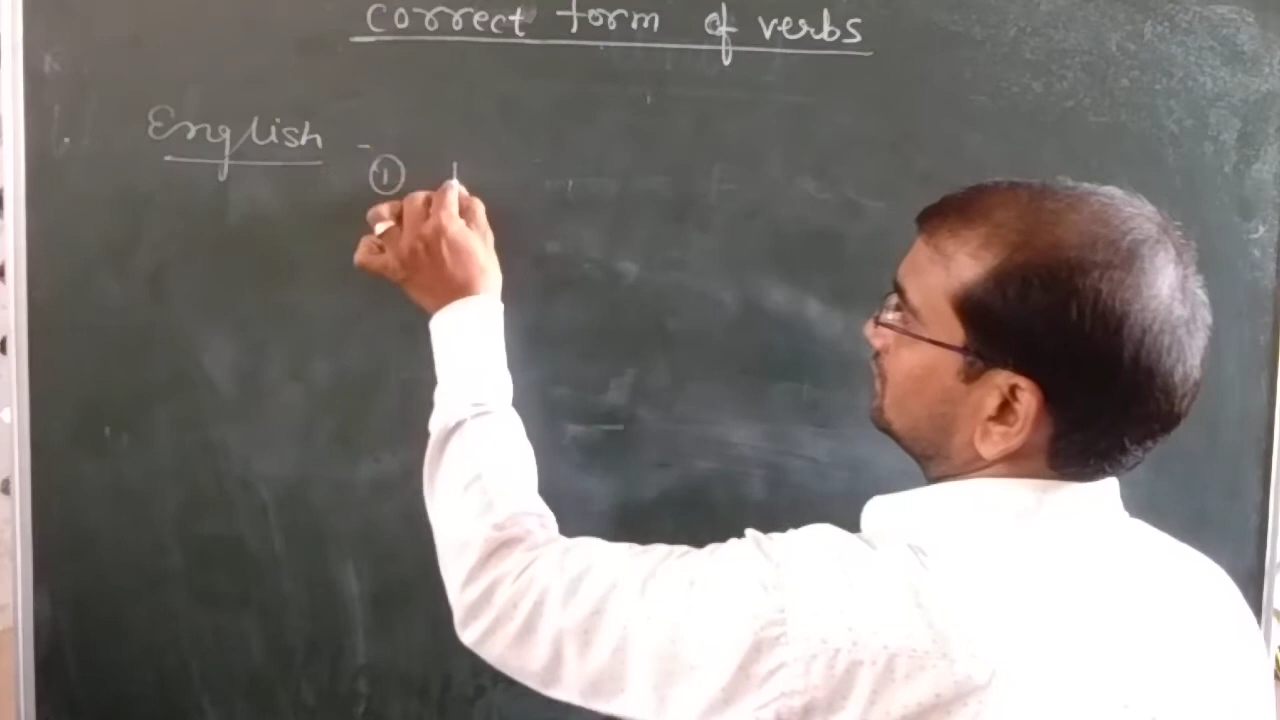 correct form of verbs
English -
①